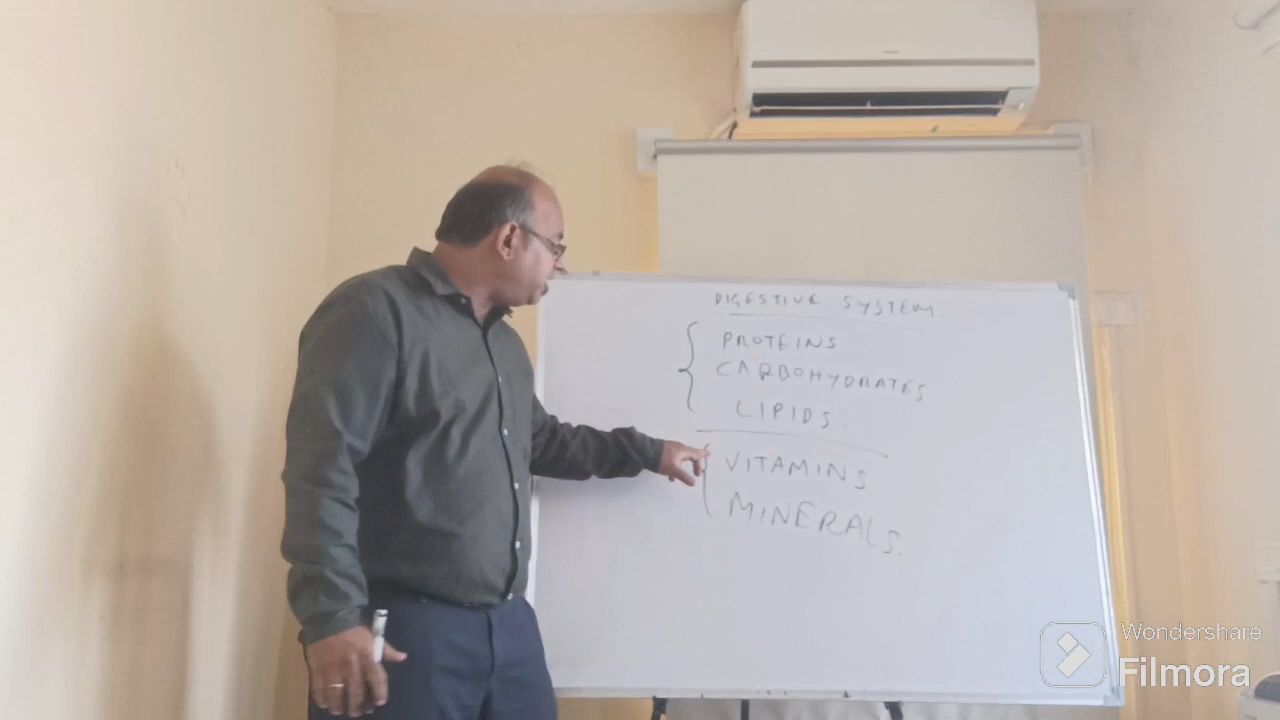 DIGESTIVE SYSTEM
PROTEINS
CARBOHYDRATES
LIPIDS.
VITAMINS
MINERALS.
Wondershare
Filmora